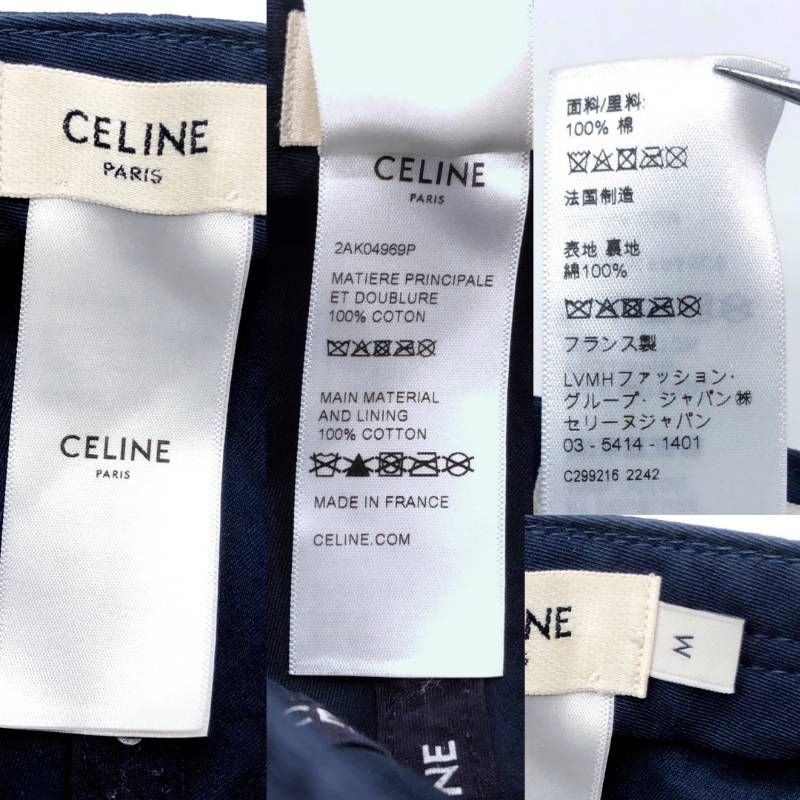 CELINE
PARIS
CELINE
PARIS
CELINE
PARIS
2AK04969P
MATIERE PRINCIPALE
ET DOUBLURE
100% COTON
MAIN MATERIAL
AND LINING
100% COTTON
MADE IN FRANCE
CELINE.COM
INE
面料/里料:
100% 棉
法国制造
表地 裏地
綿100%
フランス製
LVMHファッション・
グループ・ジャパン㈱
セリーヌジャパン
03-5414-1401
C299216 2242
NE
M